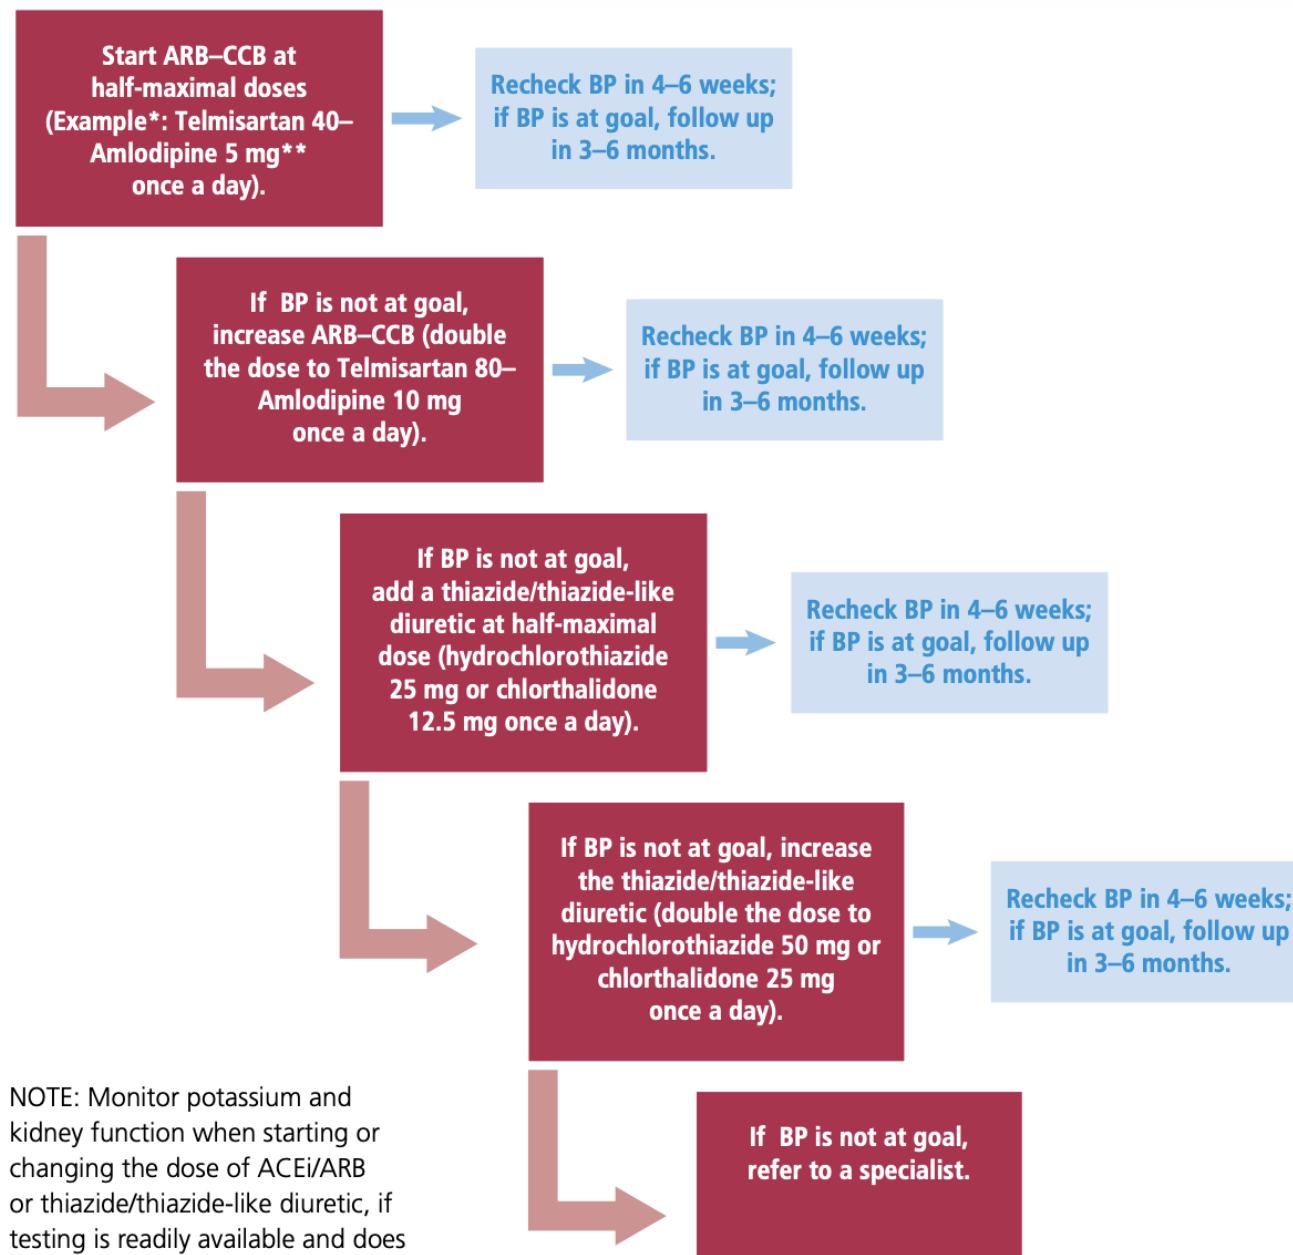 Start ARB–CCB at
half-maximal doses
(Example*: Telmisartan 40–
Amlodipine 5 mg**
once a day).
Recheck BP in 4–6 weeks;
if BP is at goal, follow up
in 3–6 months.
If BP is not at goal,
increase ARB–CCB (double
the dose to Telmisartan 80–
Amlodipine 10 mg
once a day).
Recheck BP in 4–6 weeks;
if BP is at goal, follow up
in 3–6 months.
If BP is not at goal,
add a thiazide/thiazide-like
diuretic at half-maximal
dose (hydrochlorothiazide
25 mg or chlorthalidone
12.5 mg once a day).
Recheck BP in 4–6 weeks;
if BP is at goal, follow up
in 3–6 months.
If BP is not at goal, increase
the thiazide/thiazide-like
diuretic (double the dose to
hydrochlorothiazide 50 mg or
chlorthalidone 25 mg
once a day).
Recheck BP in 4–6 weeks;
if BP is at goal, follow up
in 3–6 months.
If BP is not at goal,
refer to a specialist.
NOTE: Monitor potassium and
kidney function when starting or
changing the dose of ACEi/ARB
or thiazide/thiazide-like diuretic, if
testing is readily available and does